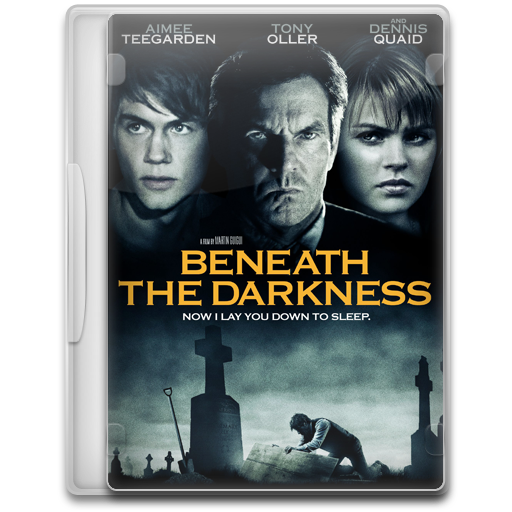 AIMEE TEEGARDEN
TONY OLLER
AND DENNIS QUAID
A FILM BY MARTIN GUIGUI
BENEATH
THE DARKNESS
NOW I LAY YOU DOWN TO SLEEP.